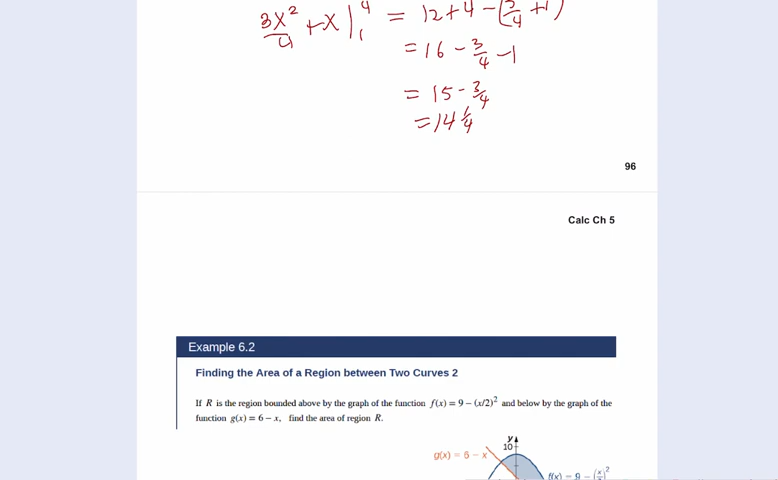 3x²/4 + x |₁⁴ = 12 + 4 − (3/4 + 1)
= 16 − 3/4 − 1
= 15 − 3/4
= 14 1/4
96
Calc Ch 5
Example 6.2
Finding the Area of a Region between Two Curves 2
If R is the region bounded above by the graph of the function f(x) = 9 − (x/2)² and below by the graph of the
function g(x) = 6 − x, find the area of region R.
y
g(x) = 6 − x
10
f(x) = 9 −